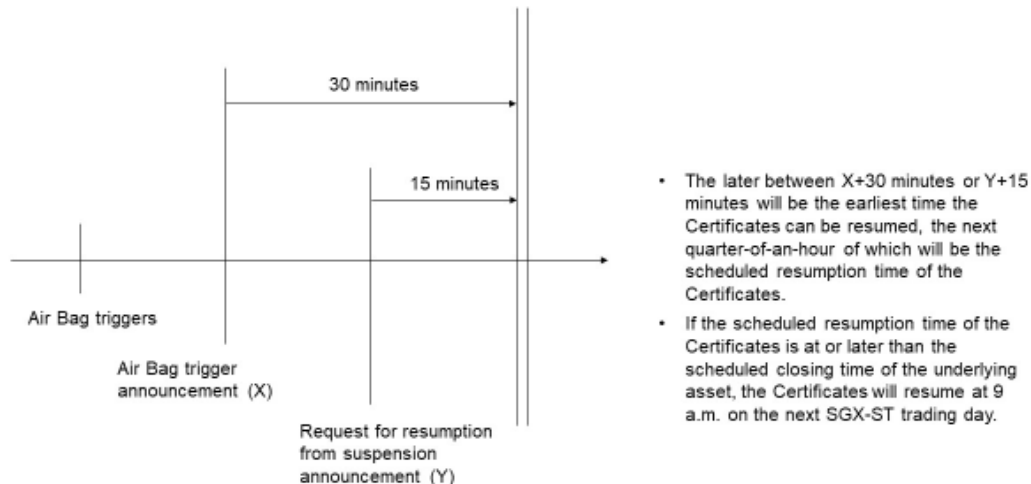 30 minutes
15 minutes
Air Bag triggers
Air Bag trigger
announcement (X)
Request for resumption
from suspension
announcement (Y)
• The later between X+30 minutes or Y+15
minutes will be the earliest time the
Certificates can be resumed, the next
quarter-of-an-hour of which will be the
scheduled resumption time of the
Certificates.
• If the scheduled resumption time of the
Certificates is at or later than the
scheduled closing time of the underlying
asset, the Certificates will resume at 9
a.m. on the next SGX-ST trading day.